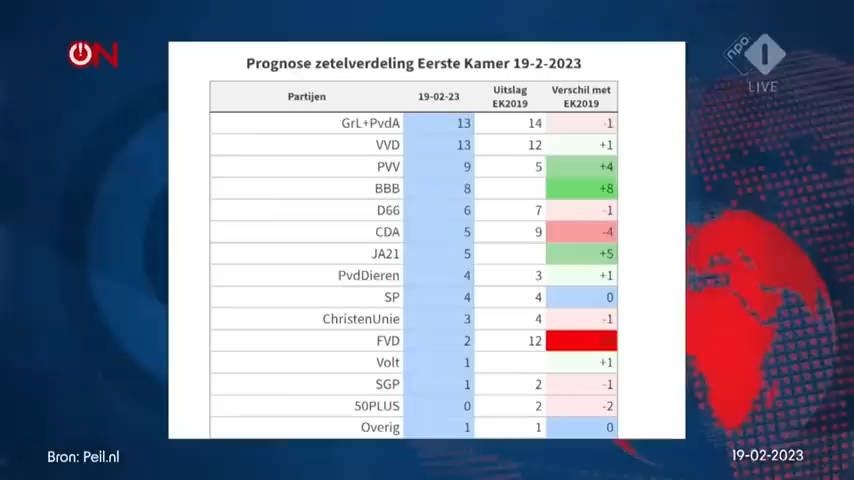 ON
npo 1
LIVE
Prognose zetelverdeling Eerste Kamer 19-2-2023
Partijen 19-02-23 Uitslag EK2019 Verschil met EK2019
GrL+PvdA 13 14 -1
VVD 13 12 +1
PVV 9 5 +4
BBB 8 +8
D66 6 7 -1
CDA 5 9 -4
JA21 5 +5
PvdDieren 4 3 +1
SP 4 4 0
ChristenUnie 3 4 -1
FVD 2 12
Volt 1 +1
SGP 1 2 -1
50PLUS 0 2 -2
Overig 1 1 0
Bron: Peil.nl
19-02-2023